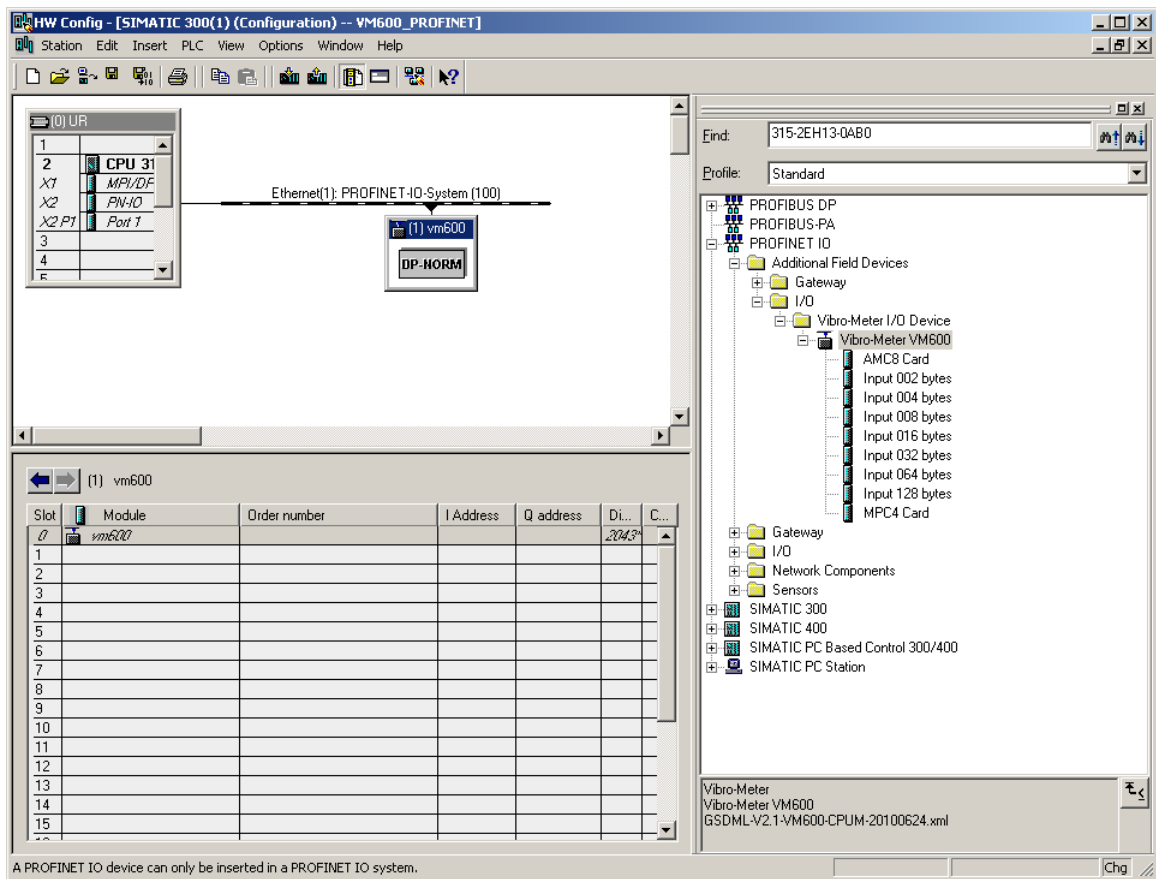 HW Config - [SIMATIC 300(1) (Configuration) -- VM600_PROFINET]
Station Edit Insert PLC View Options Window Help
(0) UR
1
2 CPU 31
X1 MPI/DP
X2 PN-IO
X2 P1 Port 1
3
4
5
Ethernet(1): PROFINET-IO-System (100)
(1) vm600
DP-NORM
(1) vm600
Slot Module Order number I Address Q address Di... C...
0 vm600 2043*
1
2
3
4
5
6
7
8
9
10
11
12
13
14
15
Find: 315-2EH13-0AB0
Profile: Standard
PROFIBUS DP
PROFIBUS-PA
PROFINET IO
Additional Field Devices
Gateway
I/O
Vibro-Meter I/O Device
Vibro-Meter VM600
AMC8 Card
Input 002 bytes
Input 004 bytes
Input 008 bytes
Input 016 bytes
Input 032 bytes
Input 064 bytes
Input 128 bytes
MPC4 Card
Gateway
I/O
Network Components
Sensors
SIMATIC 300
SIMATIC 400
SIMATIC PC Based Control 300/400
SIMATIC PC Station
Vibro-Meter
Vibro-Meter VM600
GSDML-V2.1-VM600-CPUM-20100624.xml
A PROFINET IO device can only be inserted in a PROFINET IO system.
Chg